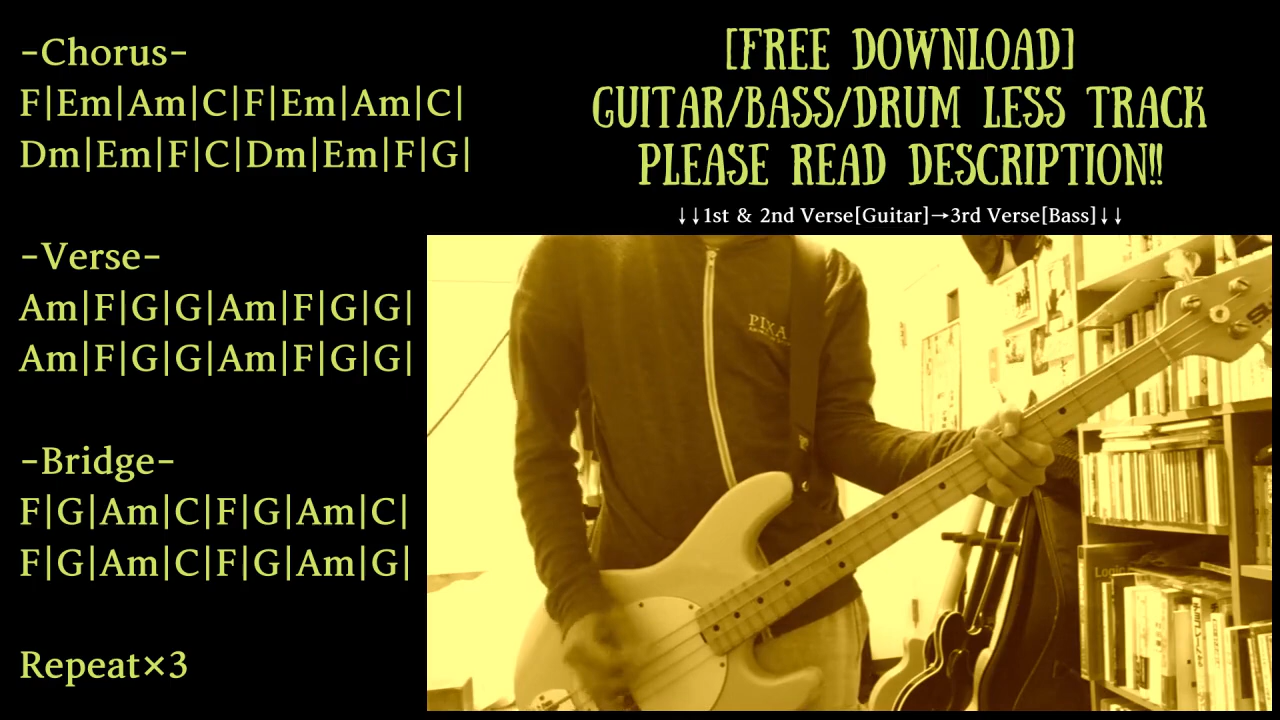 -Chorus-
F|Em|Am|C|F|Em|Am|C|
Dm|Em|F|C|Dm|Em|F|G|
-Verse-
Am|F|G|G|Am|F|G|G|
Am|F|G|G|Am|F|G|G|
-Bridge-
F|G|Am|C|F|G|Am|C|
F|G|Am|C|F|G|Am|G|
Repeat×3
[FREE DOWNLOAD]
GUITAR/BASS/DRUM LESS TRACK
PLEASE READ DESCRIPTION!!
↓↓1st & 2nd Verse[Guitar]→3rd Verse[Bass]↓↓
PIXA
Logic